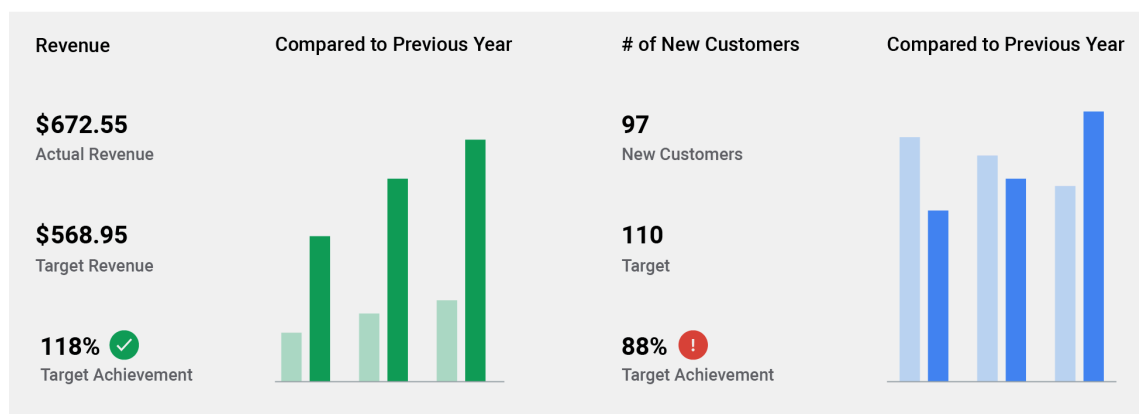 Revenue
Compared to Previous Year
# of New Customers
Compared to Previous Year
$672.55
Actual Revenue
97
New Customers
$568.95
Target Revenue
110
Target
118%
Target Achievement
88%
!
Target Achievement